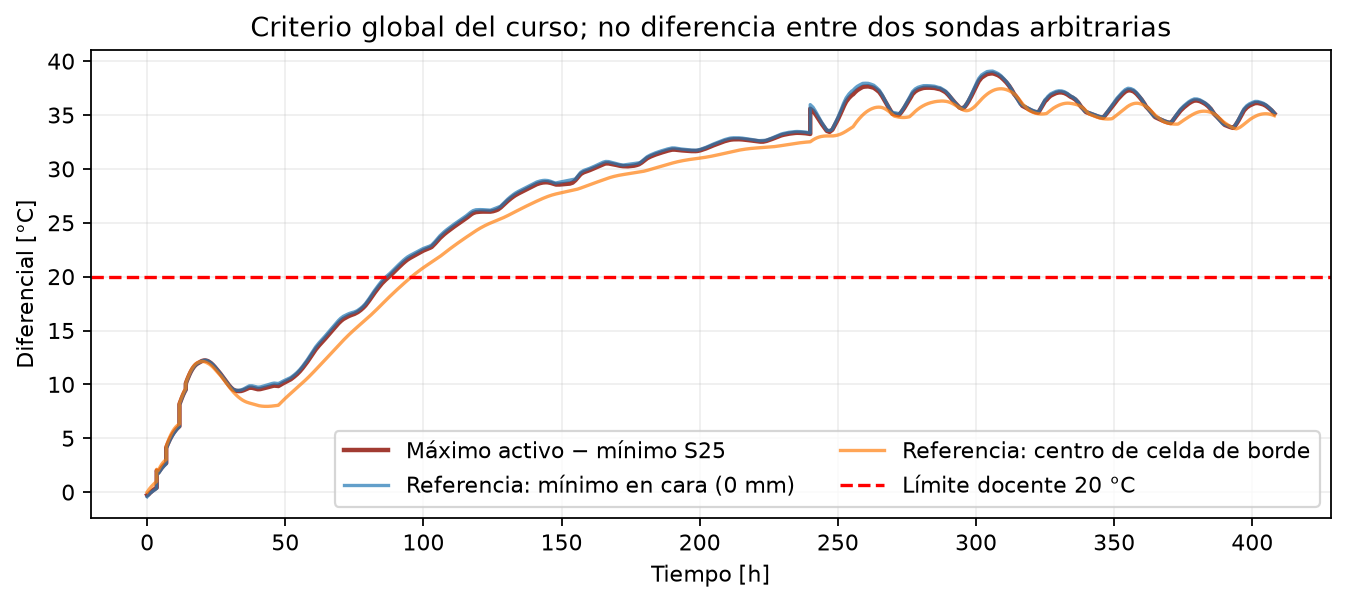 Criterio global del curso; no diferencia entre dos sondas arbitrarias
Diferencial [°C]
40
35
30
25
20
15
10
5
0
Máximo activo − mínimo S25
Referencia: mínimo en cara (0 mm)
Referencia: centro de celda de borde
Límite docente 20 °C
0 50 100 150 200 250 300 350 400
Tiempo [h]